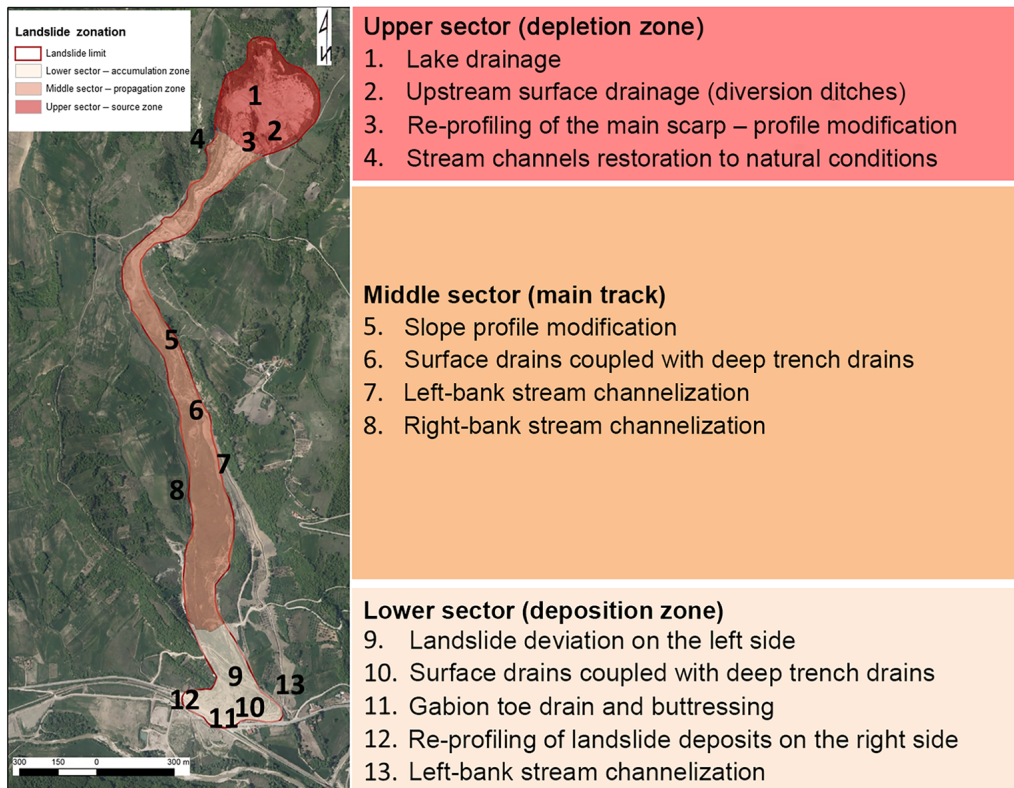 Landslide zonation
Landslide limit
Lower sector – accumulation zone
Middle sector – propagation zone
Upper sector – source zone
N
1
2
3
4
5
6
7
8
9
13
12
10
11
300 150 0 300 m
Upper sector (depletion zone)
1. Lake drainage
2. Upstream surface drainage (diversion ditches)
3. Re-profiling of the main scarp – profile modification
4. Stream channels restoration to natural conditions
Middle sector (main track)
5. Slope profile modification
6. Surface drains coupled with deep trench drains
7. Left-bank stream channelization
8. Right-bank stream channelization
Lower sector (deposition zone)
9. Landslide deviation on the left side
10. Surface drains coupled with deep trench drains
11. Gabion toe drain and buttressing
12. Re-profiling of landslide deposits on the right side
13. Left-bank stream channelization